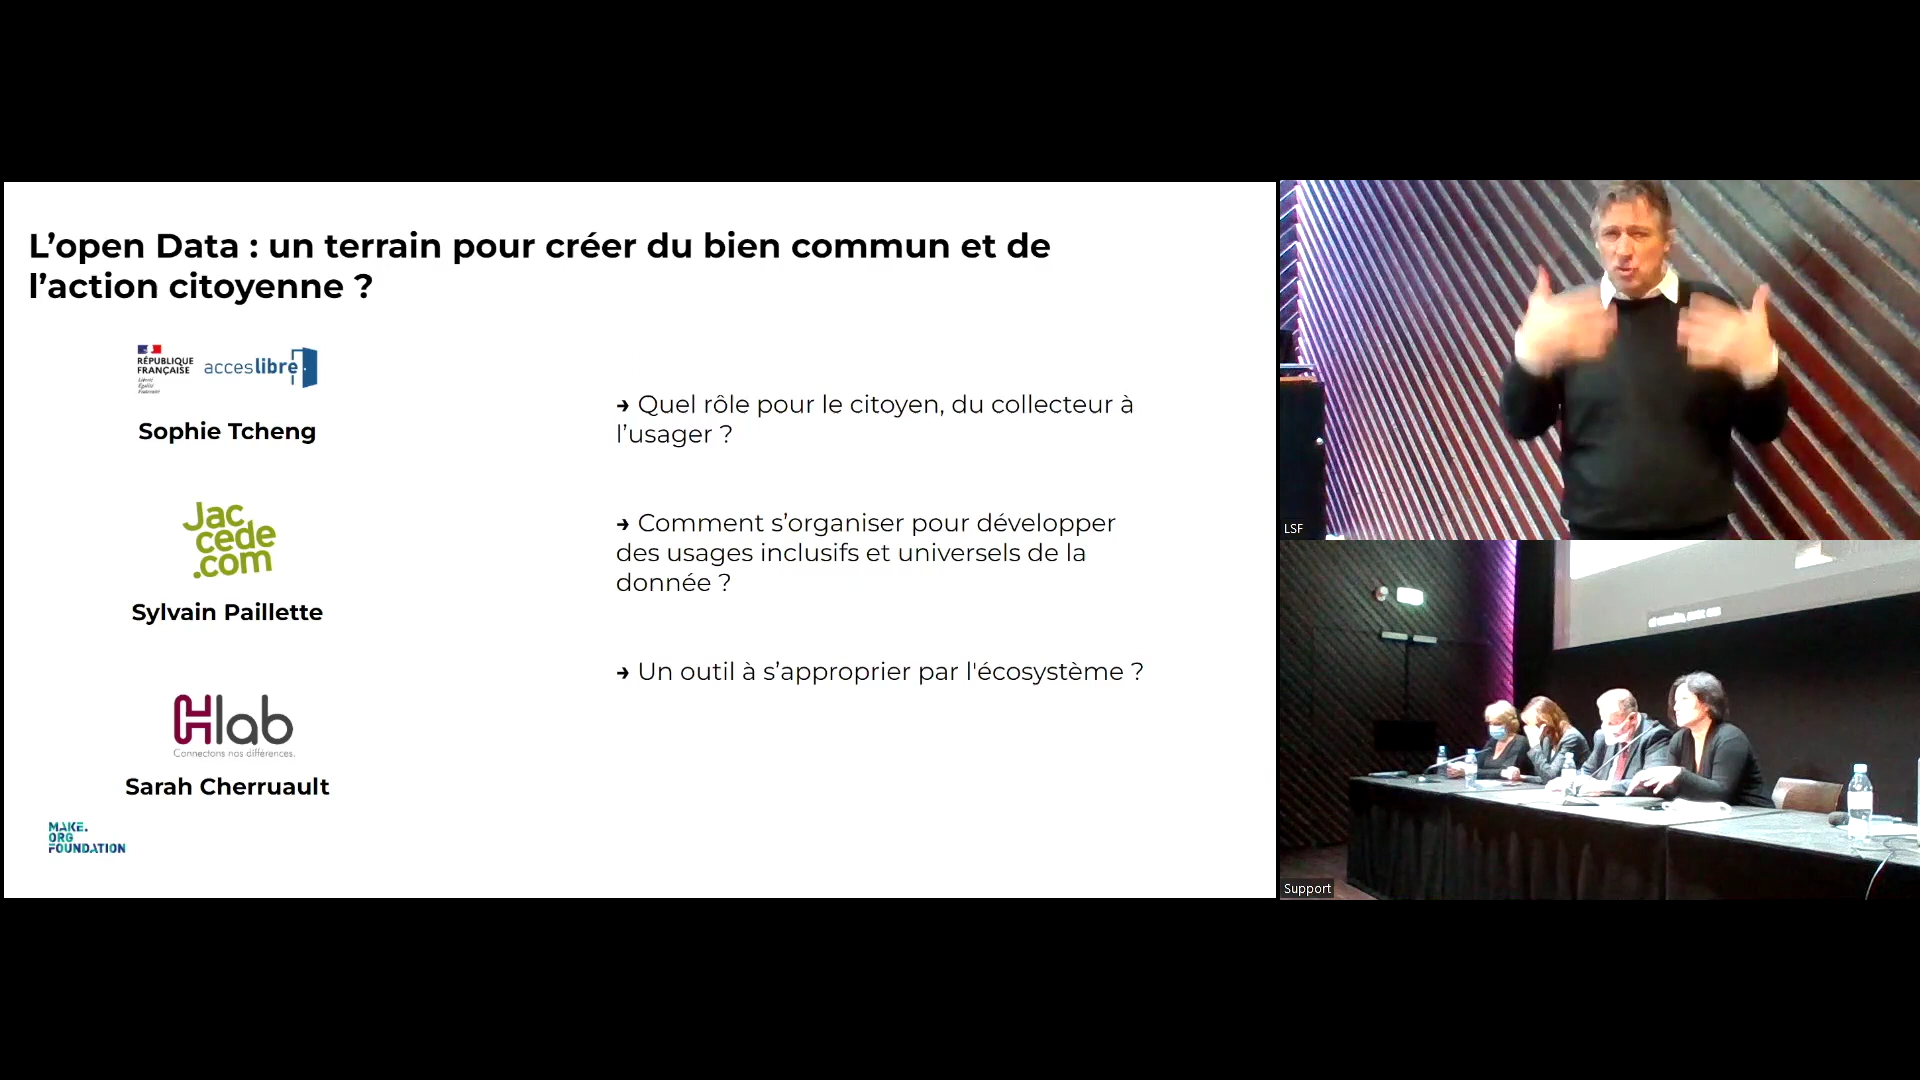 L’open Data : un terrain pour créer du bien commun et de
l’action citoyenne ?
RÉPUBLIQUE
FRANÇAISE
Liberté
Égalité
Fraternité
acceslibre
Sophie Tcheng
Jac
cede
.com
Sylvain Paillette
Hlab
Connectons nos différences.
Sarah Cherruault
MAKE.
ORG
FOUNDATION
→ Quel rôle pour le citoyen, du collecteur à
l’usager ?
→ Comment s’organiser pour développer
des usages inclusifs et universels de la
donnée ?
→ Un outil à s’approprier par l'écosystème ?
LSF
Support